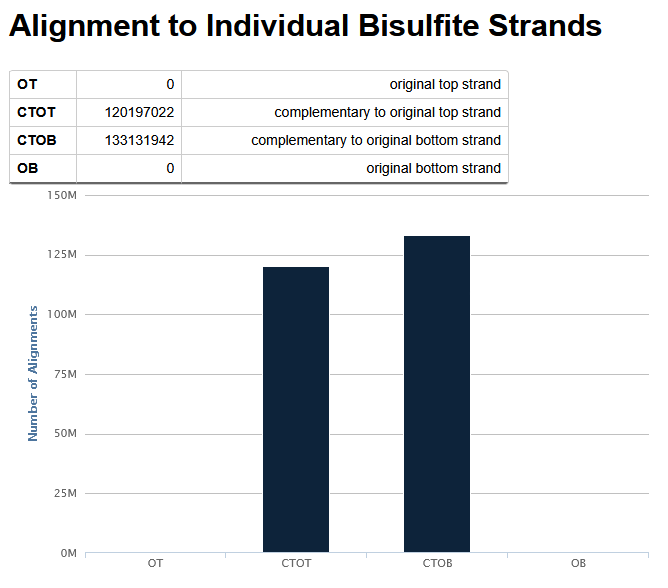 Alignment to Individual Bisulfite Strands
OT 0 original top strand
CTOT 120197022 complementary to original top strand
CTOB 133131942 complementary to original bottom strand
OB 0 original bottom strand
150M
125M
100M
75M
50M
25M
0M
Number of Alignments
OT CTOT CTOB OB